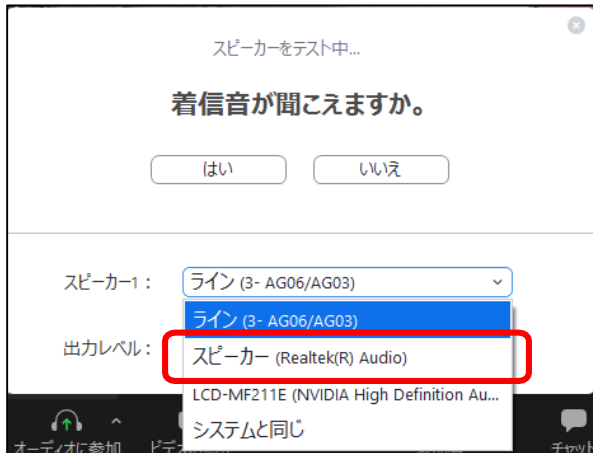 スピーカーをテスト中...
着信音が聞こえますか。
はい
いいえ
スピーカー1：
ライン (3- AG06/AG03)
ライン (3- AG06/AG03)
出力レベル：
スピーカー (Realtek(R) Audio)
LCD-MF211E (NVIDIA High Definition Au...
システムと同じ
オーディオに参加
チャット